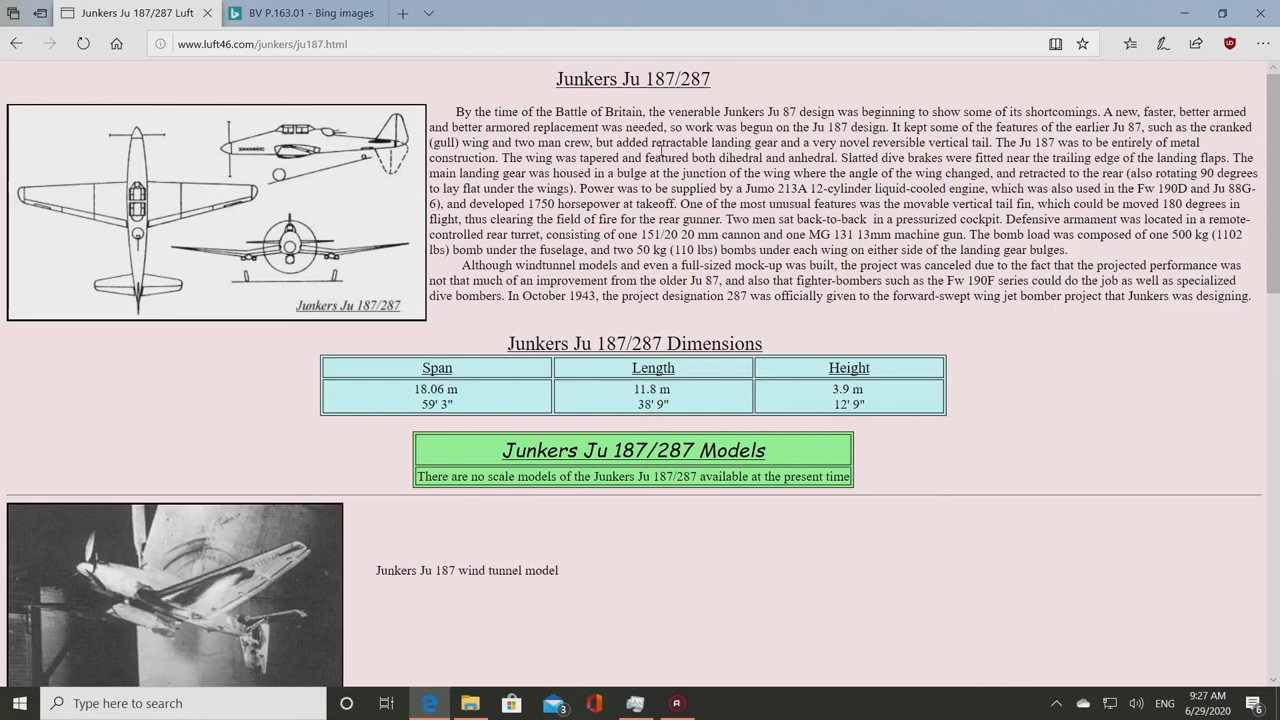 Junkers Ju 187/287 Luft
BV P.163.01 - Bing images
www.luft46.com/junkers/ju187.html
Junkers Ju 187/287
By the time of the Battle of Britain, the venerable Junkers Ju 87 design was beginning to show some of its shortcomings. A new, faster, better armed
and better armored replacement was needed, so work was begun on the Ju 187 design. It kept some of the features of the earlier Ju 87, such as the cranked
(gull) wing and two man crew, but added retractable landing gear and a very novel reversible vertical tail. The Ju 187 was to be entirely of metal
construction. The wing was tapered and featured both dihedral and anhedral. Slatted dive brakes were fitted near the trailing edge of the landing flaps. The
main landing gear was housed in a bulge at the junction of the wing where the angle of the wing changed, and retracted to the rear (also rotating 90 degrees
to lay flat under the wings). Power was to be supplied by a Jumo 213A 12-cylinder liquid-cooled engine, which was also used in the Fw 190D and Ju 88G-
6), and developed 1750 horsepower at takeoff. One of the most unusual features was the movable vertical tail fin, which could be moved 180 degrees in
flight, thus clearing the field of fire for the rear gunner. Two men sat back-to-back in a pressurized cockpit. Defensive armament was located in a remote-
controlled rear turret, consisting of one 151/20 20 mm cannon and one MG 131 13mm machine gun. The bomb load was composed of one 500 kg (1102
lbs) bomb under the fuselage, and two 50 kg (110 lbs) bombs under each wing on either side of the landing gear bulges.
Although windtunnel models and even a full-sized mock-up was built, the project was canceled due to the fact that the projected performance was
not that much of an improvement from the older Ju 87, and also that fighter-bombers such as the Fw 190F series could do the job as well as specialized
dive bombers. In October 1943, the project designation 287 was officially given to the forward-swept wing jet bomber project that Junkers was designing.
Junkers Ju 187/287
Junkers Ju 187/287 Dimensions
Span Length Height
18.06 m 11.8 m 3.9 m
59' 3" 38' 9" 12' 9"
Junkers Ju 187/287 Models
There are no scale models of the Junkers Ju 187/287 available at the present time
Junkers Ju 187 wind tunnel model
Type here to search
3
ENG
9:27 AM
6/29/2020
6